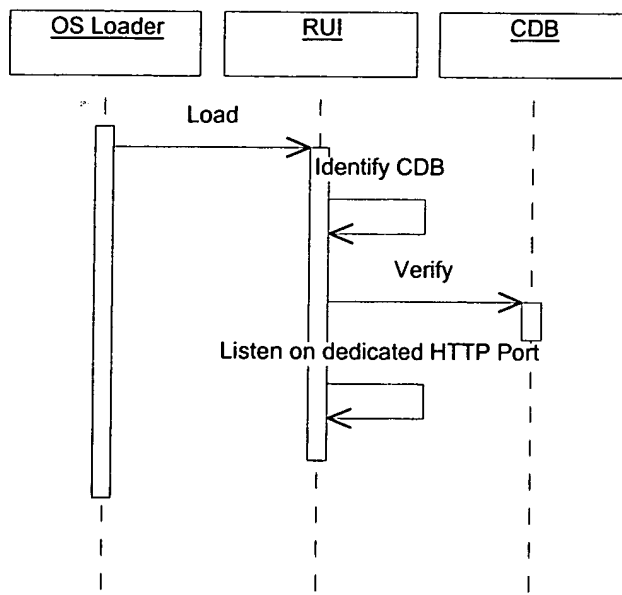 OS Loader
RUI
CDB
Load
Identify CDB
Verify
Listen on dedicated HTTP Port